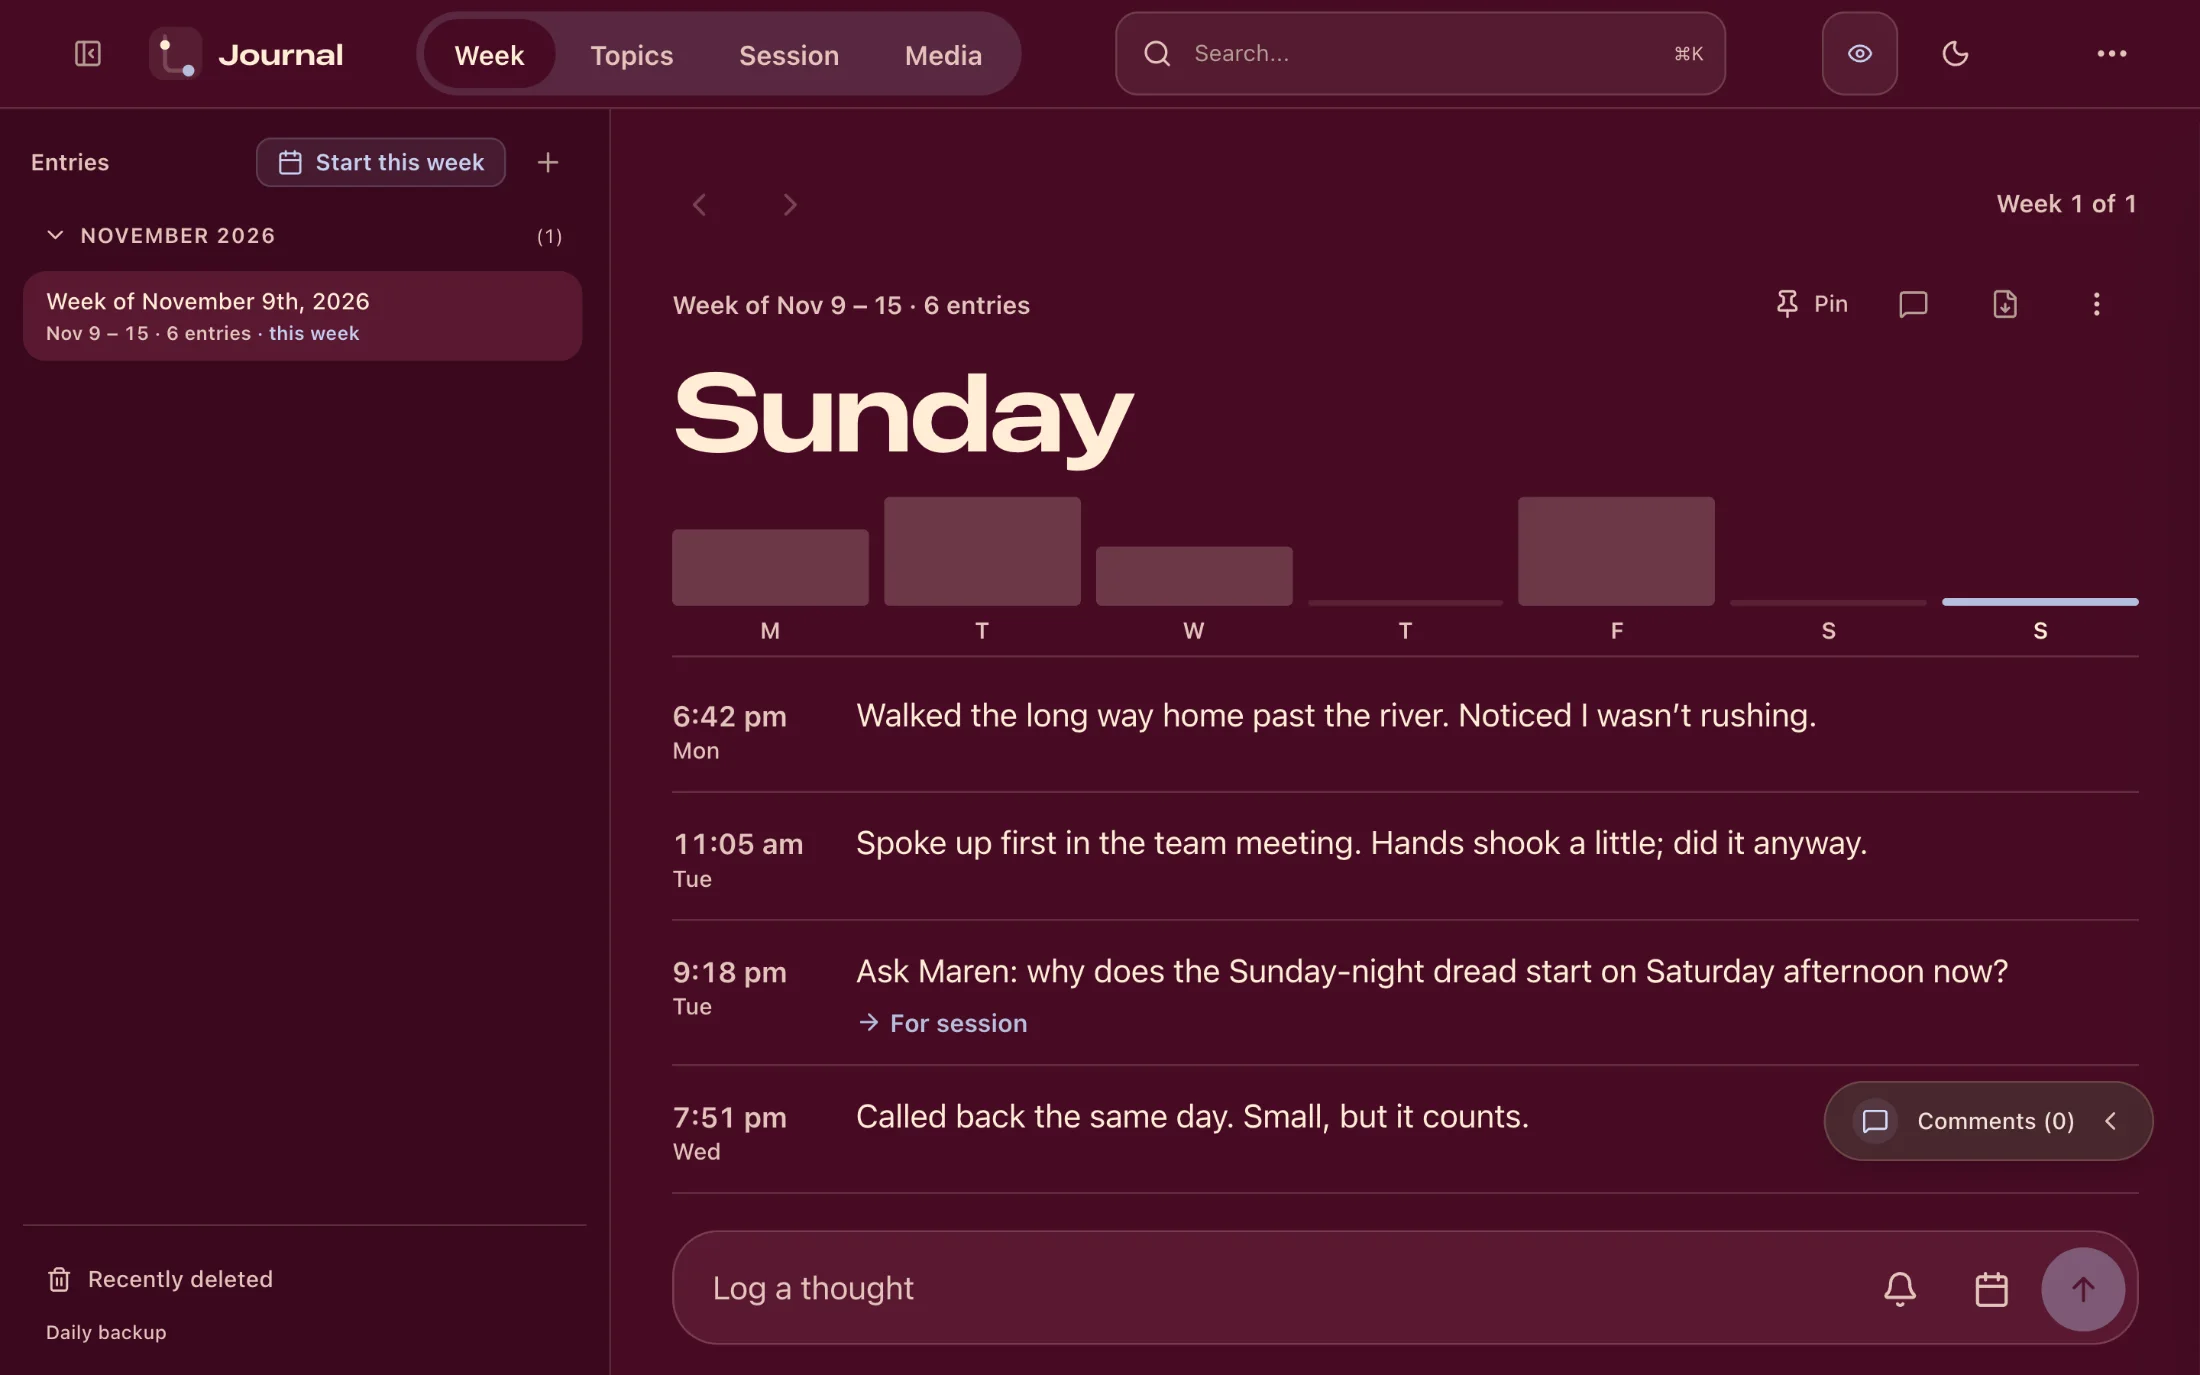 Journal
Week
Topics
Session
Media
Search...
⌘K
Entries
Start this week
NOVEMBER 2026
(1)
Week of November 9th, 2026
Nov 9 – 15 · 6 entries · this week
Recently deleted
Daily backup
Week 1 of 1
Week of Nov 9 – 15 · 6 entries
Pin
Sunday
M T W T F S S
6:42 pm
Mon
Walked the long way home past the river. Noticed I wasn’t rushing.
11:05 am
Tue
Spoke up first in the team meeting. Hands shook a little; did it anyway.
9:18 pm
Tue
Ask Maren: why does the Sunday-night dread start on Saturday afternoon now?
→ For session
7:51 pm
Wed
Called back the same day. Small, but it counts.
Comments (0)
Log a thought